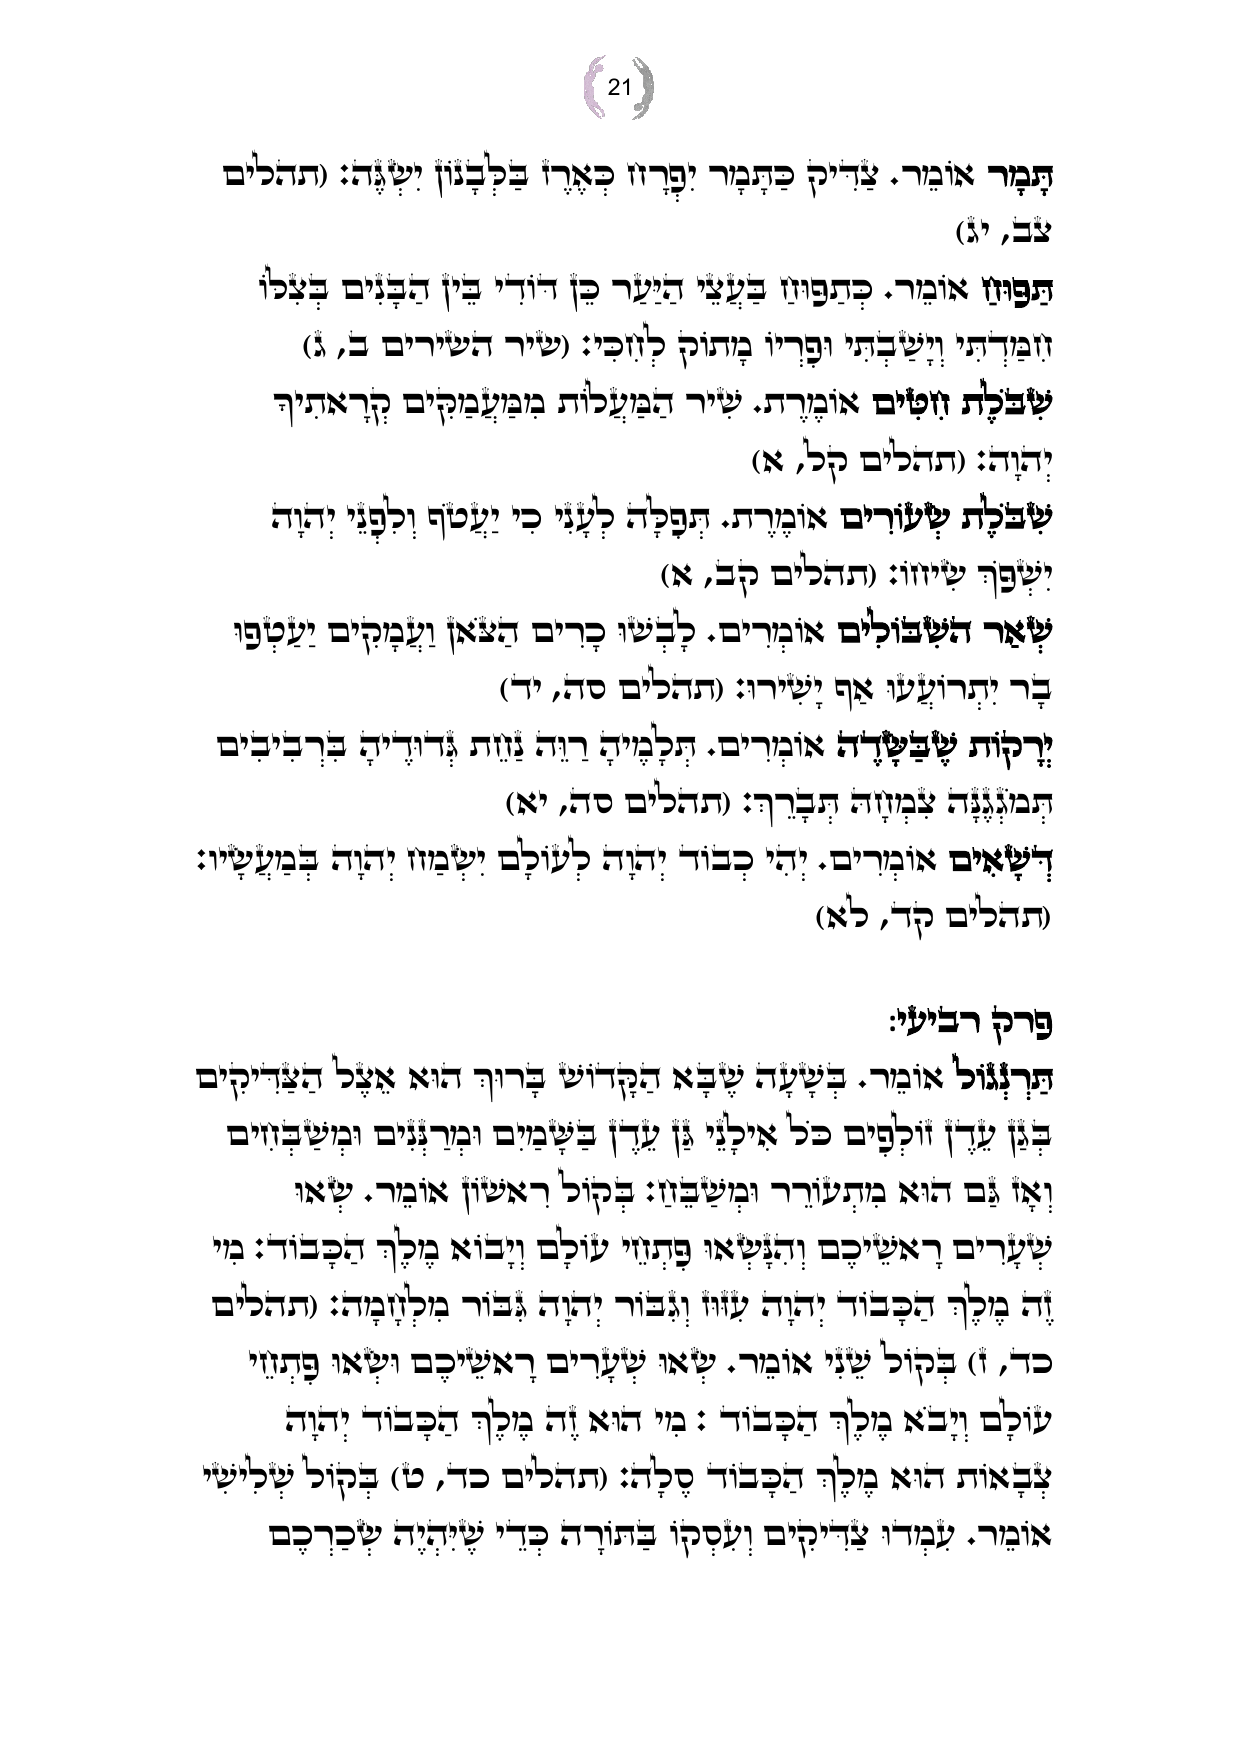 21
תָּמָר אוֹמֵר. צַדִּיק כַּתָּמָר יִפְרָח כְּאֶרֶז בַּלְּבָנוֹן יִשְׂגֶּה: (תהלים
צב, יג)
תַּפּוּחַ אוֹמֵר. כְּתַפּוּחַ בַּעֲצֵי הַיַּעַר כֵּן דּוֹדִי בֵּין הַבָּנִים בְּצִלּוֹ
חִמַּדְתִּי וְיָשַׁבְתִּי וּפִרְיוֹ מָתוֹק לְחִכִּי: (שיר השירים ב, ג)
שִׁבֹּלֶת חִטִּים אוֹמֶרֶת. שִׁיר הַמַּעֲלוֹת מִמַּעֲמַקִּים קְרָאתִיךָ
יְהוָה: (תהלים קל, א)
שִׁבֹּלֶת שְׂעוֹרִים אוֹמֶרֶת. תְּפִלָּה לְעָנִי כִי יַעֲטֹף וְלִפְנֵי יְהוָה
יִשְׁפֹּךְ שִׂיחוֹ: (תהלים קב, א)
שְׁאַר הַשִּׁבּוֹלִים אוֹמְרִים. לָבְשׁוּ כָרִים הַצֹּאן וַעֲמָקִים יַעַטְפוּ
בָר יִתְרוֹעֲעוּ אַף יָשִׁירוּ: (תהלים סה, יד)
יְרָקוֹת שֶׁבַּשָּׂדֶה אוֹמְרִים. תְּלָמֶיהָ רַוֵּה נַחֵת גְּדוּדֶיהָ בִּרְבִיבִים
תְּמֹגְגֶנָּה צִמְחָהּ תְּבָרֵךְ: (תהלים סה, יא)
דְּשָׁאִים אוֹמְרִים. יְהִי כְבוֹד יְהוָה לְעוֹלָם יִשְׂמַח יְהוָה בְּמַעֲשָׂיו:
(תהלים קד, לא)
פרק רביעי:
תַּרְנְגוֹל אוֹמֵר. בְּשָׁעָה שֶׁבָּא הַקָּדוֹשׁ בָּרוּךְ הוּא אֵצֶל הַצַּדִּיקִים
בְּגַן עֵדֶן זוֹלְפִים כֹּל אִילָנֵי גַּן עֵדֶן בַּשָּׁמַיִם וּמְרַנְּנִים וּמְשַׁבְּחִים
וְאָז גַּם הוּא מִתְעוֹרֵר וּמְשַׁבֵּחַ: בְּקוֹל רִאשׁוֹן אוֹמֵר. שְׂאוּ
שְׁעָרִים רָאשֵׁיכֶם וְהִנָּשְׂאוּ פִּתְחֵי עוֹלָם וְיָבוֹא מֶלֶךְ הַכָּבוֹד: מִי
זֶה מֶלֶךְ הַכָּבוֹד יְהוָה עִזּוּז וְגִבּוֹר יְהוָה גִּבּוֹר מִלְחָמָה: (תהלים
כד, ז) בְּקוֹל שֵׁנִי אוֹמֵר. שְׂאוּ שְׁעָרִים רָאשֵׁיכֶם וּשְׂאוּ פִּתְחֵי
עוֹלָם וְיָבֹא מֶלֶךְ הַכָּבוֹד : מִי הוּא זֶה מֶלֶךְ הַכָּבוֹד יְהוָה
צְבָאוֹת הוּא מֶלֶךְ הַכָּבוֹד סֶלָה: (תהלים כד, ט) בְּקוֹל שְׁלִישִׁי
אוֹמֵר. עִמְדוּ צַדִּיקִים וְעִסְקוּ בַּתּוֹרָה כְּדֵי שֶׁיִּהְיֶה שְׂכַרְכֶם